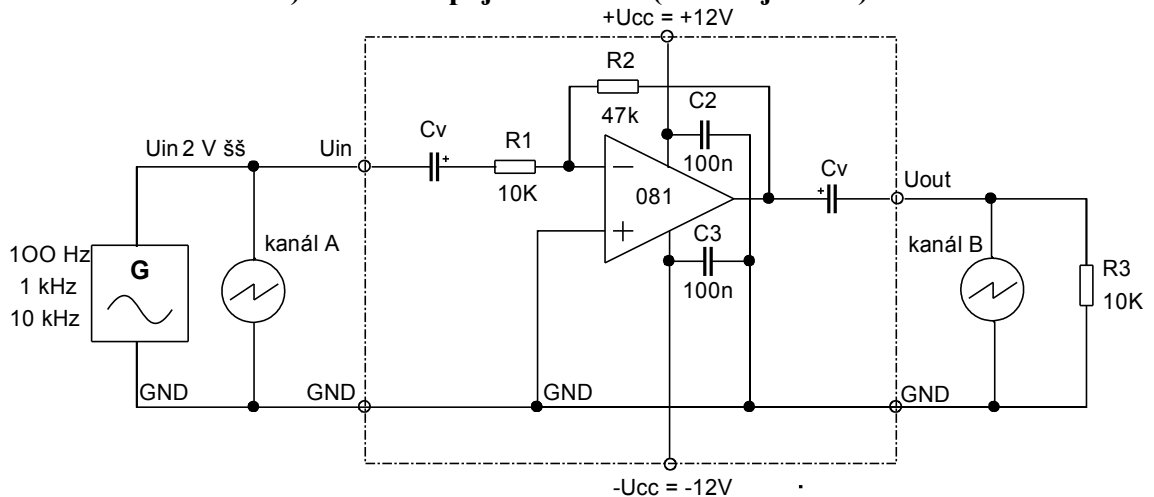 +Ucc = +12V
R2
47k
C2
100n
Cv
R1
10K
Uin 2 V šš
Uin
081
Cv
Uout
C3
100n
kanál A
kanál B
1OO Hz
1 kHz
10 kHz
G
R3
10K
GND
GND
GND
-Ucc = -12V